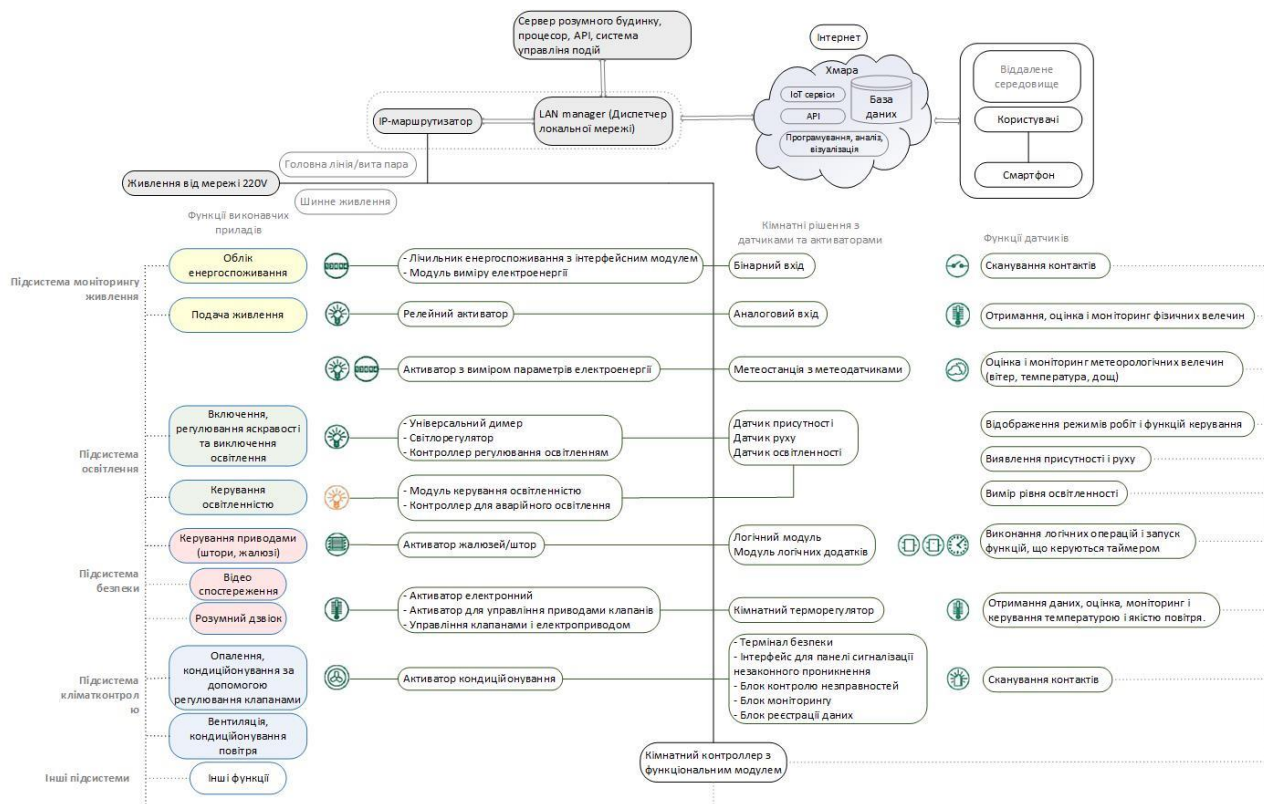 Сервер розумного будинку,
процесор, API, система
управліня подій
Інтернет
Хмара
IoT сервіси
API
База
даних
Програмування, аналіз,
візуалізація
Віддалене
середовище
Користувачі
Смартфон
IP-маршрутизатор
LAN manager (Диспетчер
локальної мережі)
Головна лінія/вита пара
Живлення від мережі 220V
Шинне живлення
Функції виконавчих
приладів
Кімнатні рішення з
датчиками та активаторами
Функції датчиків
Підсистема моніторингу
живлення
Облік
енергоспоживання
- Лічильник енергоспоживання з інтерфейсним модулем
- Модуль виміру електроенергії
Бінарний вхід
Сканування контактів
Подача живлення
Релейный активатор
Аналоговий вхід
Отримання, оцінка і моніторинг фізичних велечин
Активатор з виміром параметрів електроенергії
Метеостанція з метеодатчиками
Оцінка і моніторинг метеорологічних велечин
(вітер, температура, дощ)
Підсистема
освітлення
Включення,
регулювання яскравості
та виключення
освітлення
- Універсальний димер
- Світлорегулятор
- Контроллер регулювання освітленням
Датчик присутності
Датчик руху
Датчик освітленності
Відображення режимів робіт і функцій керування
Виявлення присутності і руху
Керування
освітленністю
- Модуль керування освітленністю
- Контроллер для аварійного освітлення
Вимір рівня освітленності
Підсистема
безпеки
Керування приводами
(штори, жалюзі)
Активатор жалюзей/штор
Логічний модуль
Модуль логічних додатків
Виконання логічних операцій і запуск
функцій, що керуються таймером
Відео
спостереження
Розумний дзвіок
- Активатор електронний
- Активатор для управління приводами клапанів
- Управління клапанами і електроприводом
Кімнатний терморегулятор
Отримання даних, оцінка, моніторинг і
керування температурою і якістю повітря.
Підсистема
кліматконтрол
ю
Опалення,
кондиційонування за
допомогою
регулювання клапанами
Активатор кондиціонування
- Термінал безпеки
- Інтерфейс для панелі сигналізації
незаконного проникнення
- Блок контролю незправностей
- Блок моніторингу
- Блок реєстрації даних
Сканування контактів
Вентиляція,
кондиціонування
повітря
Кімнатний контроллер з
функціональним модулем
Інші підсистеми
Інші функції